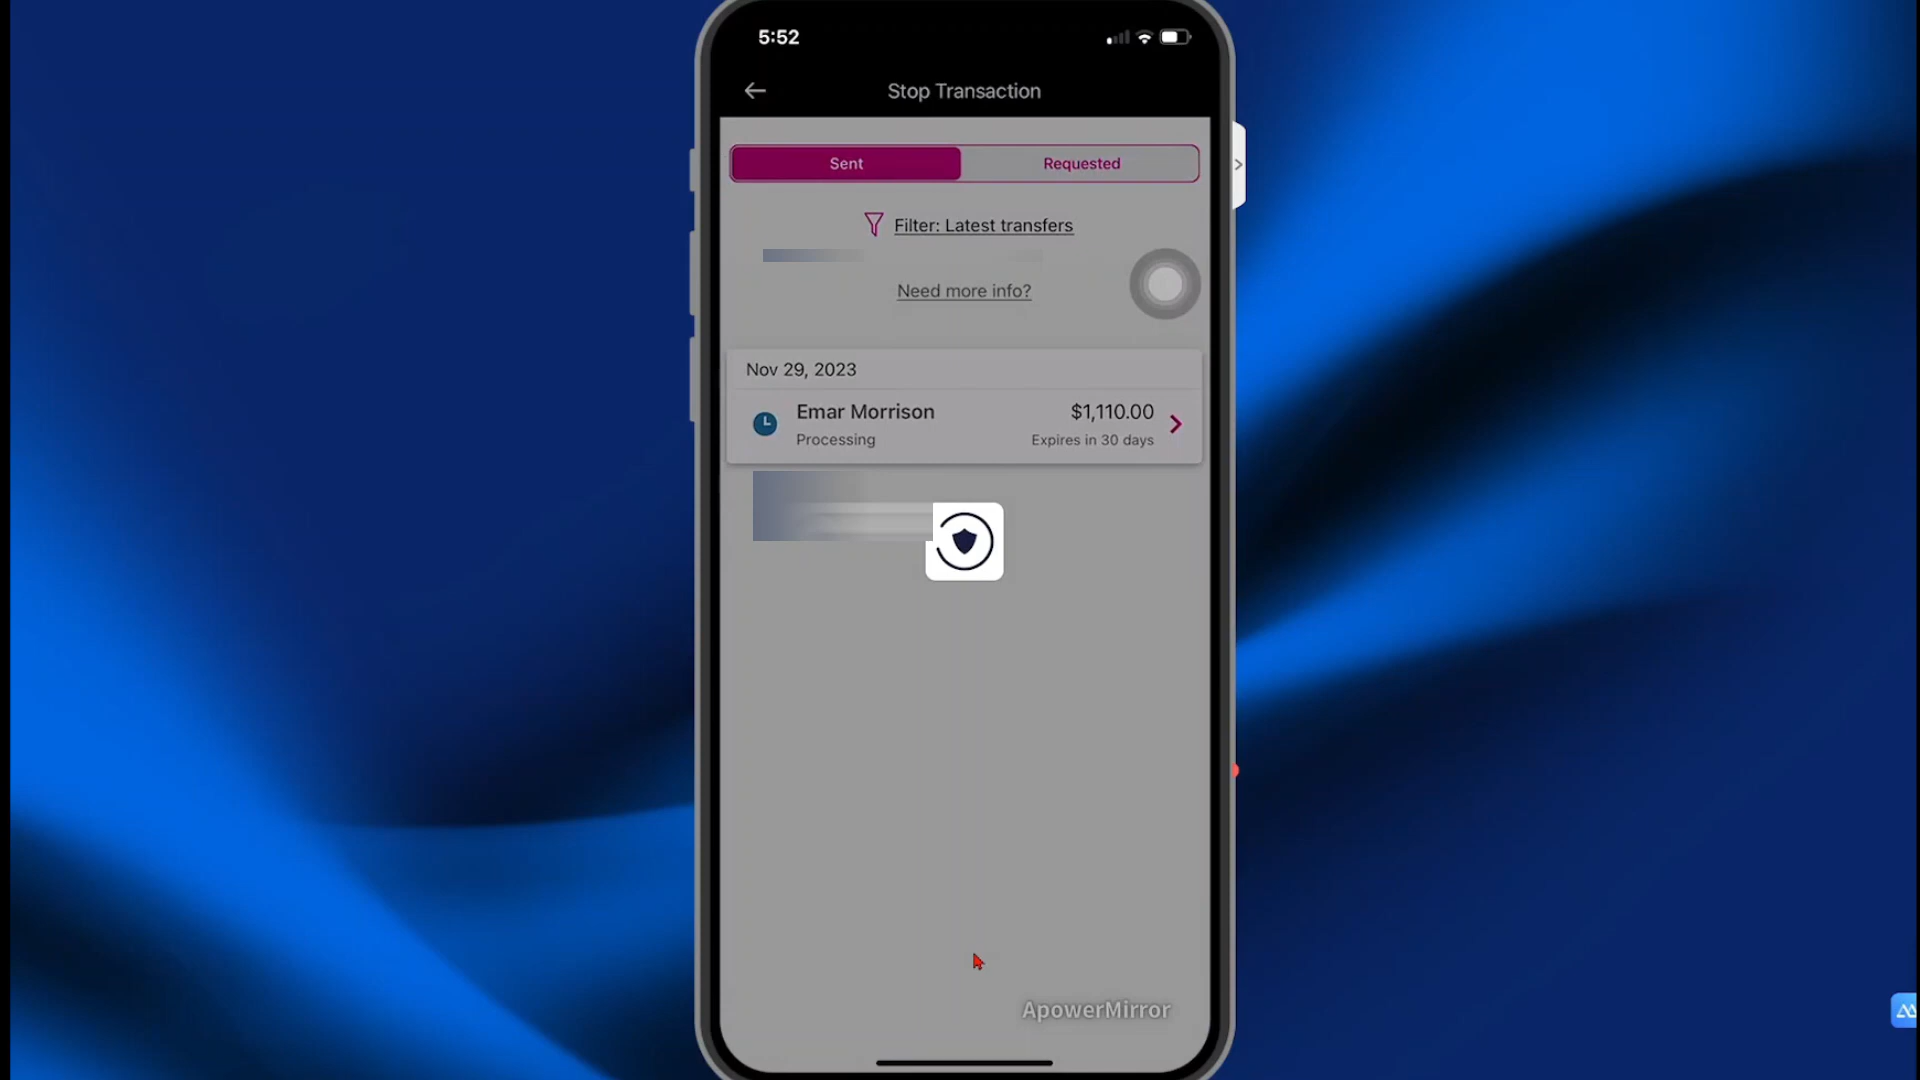 5:52
Stop Transaction
Sent
Requested
Filter: Latest transfers
Need more info?
Nov 29, 2023
Emar Morrison
$1,110.00
Processing
Expires in 30 days
ApowerMirror